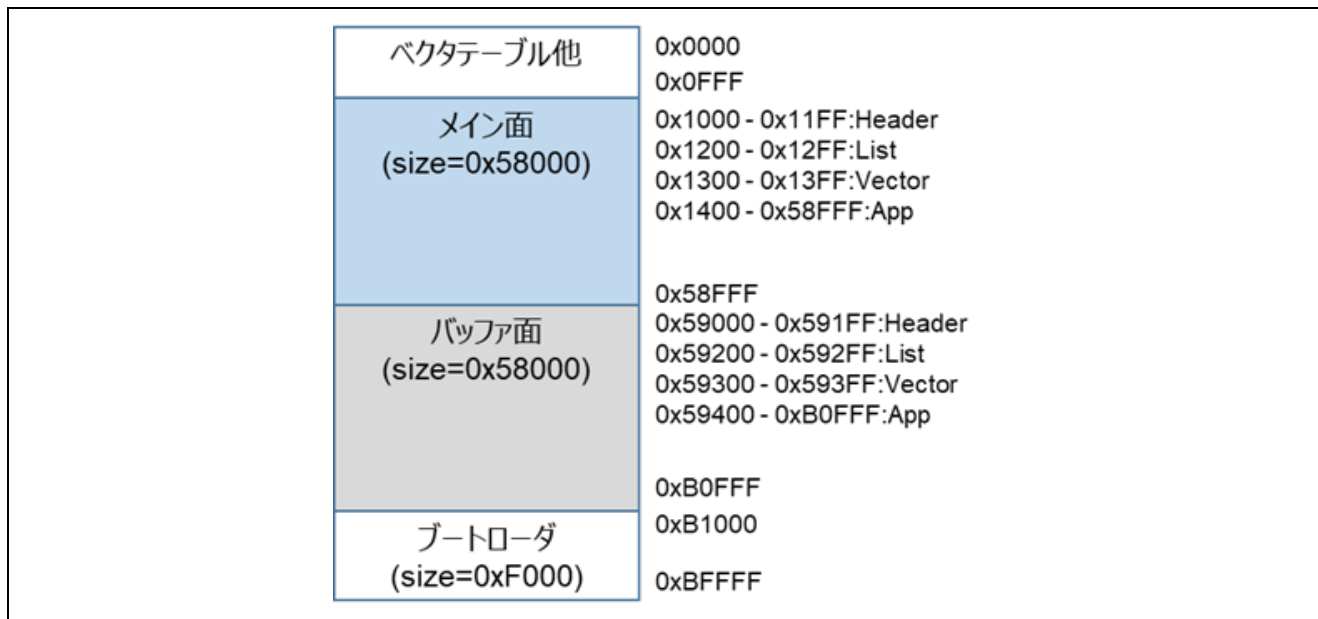 ベクタテーブル他
0x0000
0x0FFF
メイン面
(size=0x58000)
0x1000 - 0x11FF:Header
0x1200 - 0x12FF:List
0x1300 - 0x13FF:Vector
0x1400 - 0x58FFF:App
0x58FFF
バッファ面
(size=0x58000)
0x59000 - 0x591FF:Header
0x59200 - 0x592FF:List
0x59300 - 0x593FF:Vector
0x59400 - 0xB0FFF:App
0xB0FFF
ブートローダ
(size=0xF000)
0xB1000
0xBFFFF